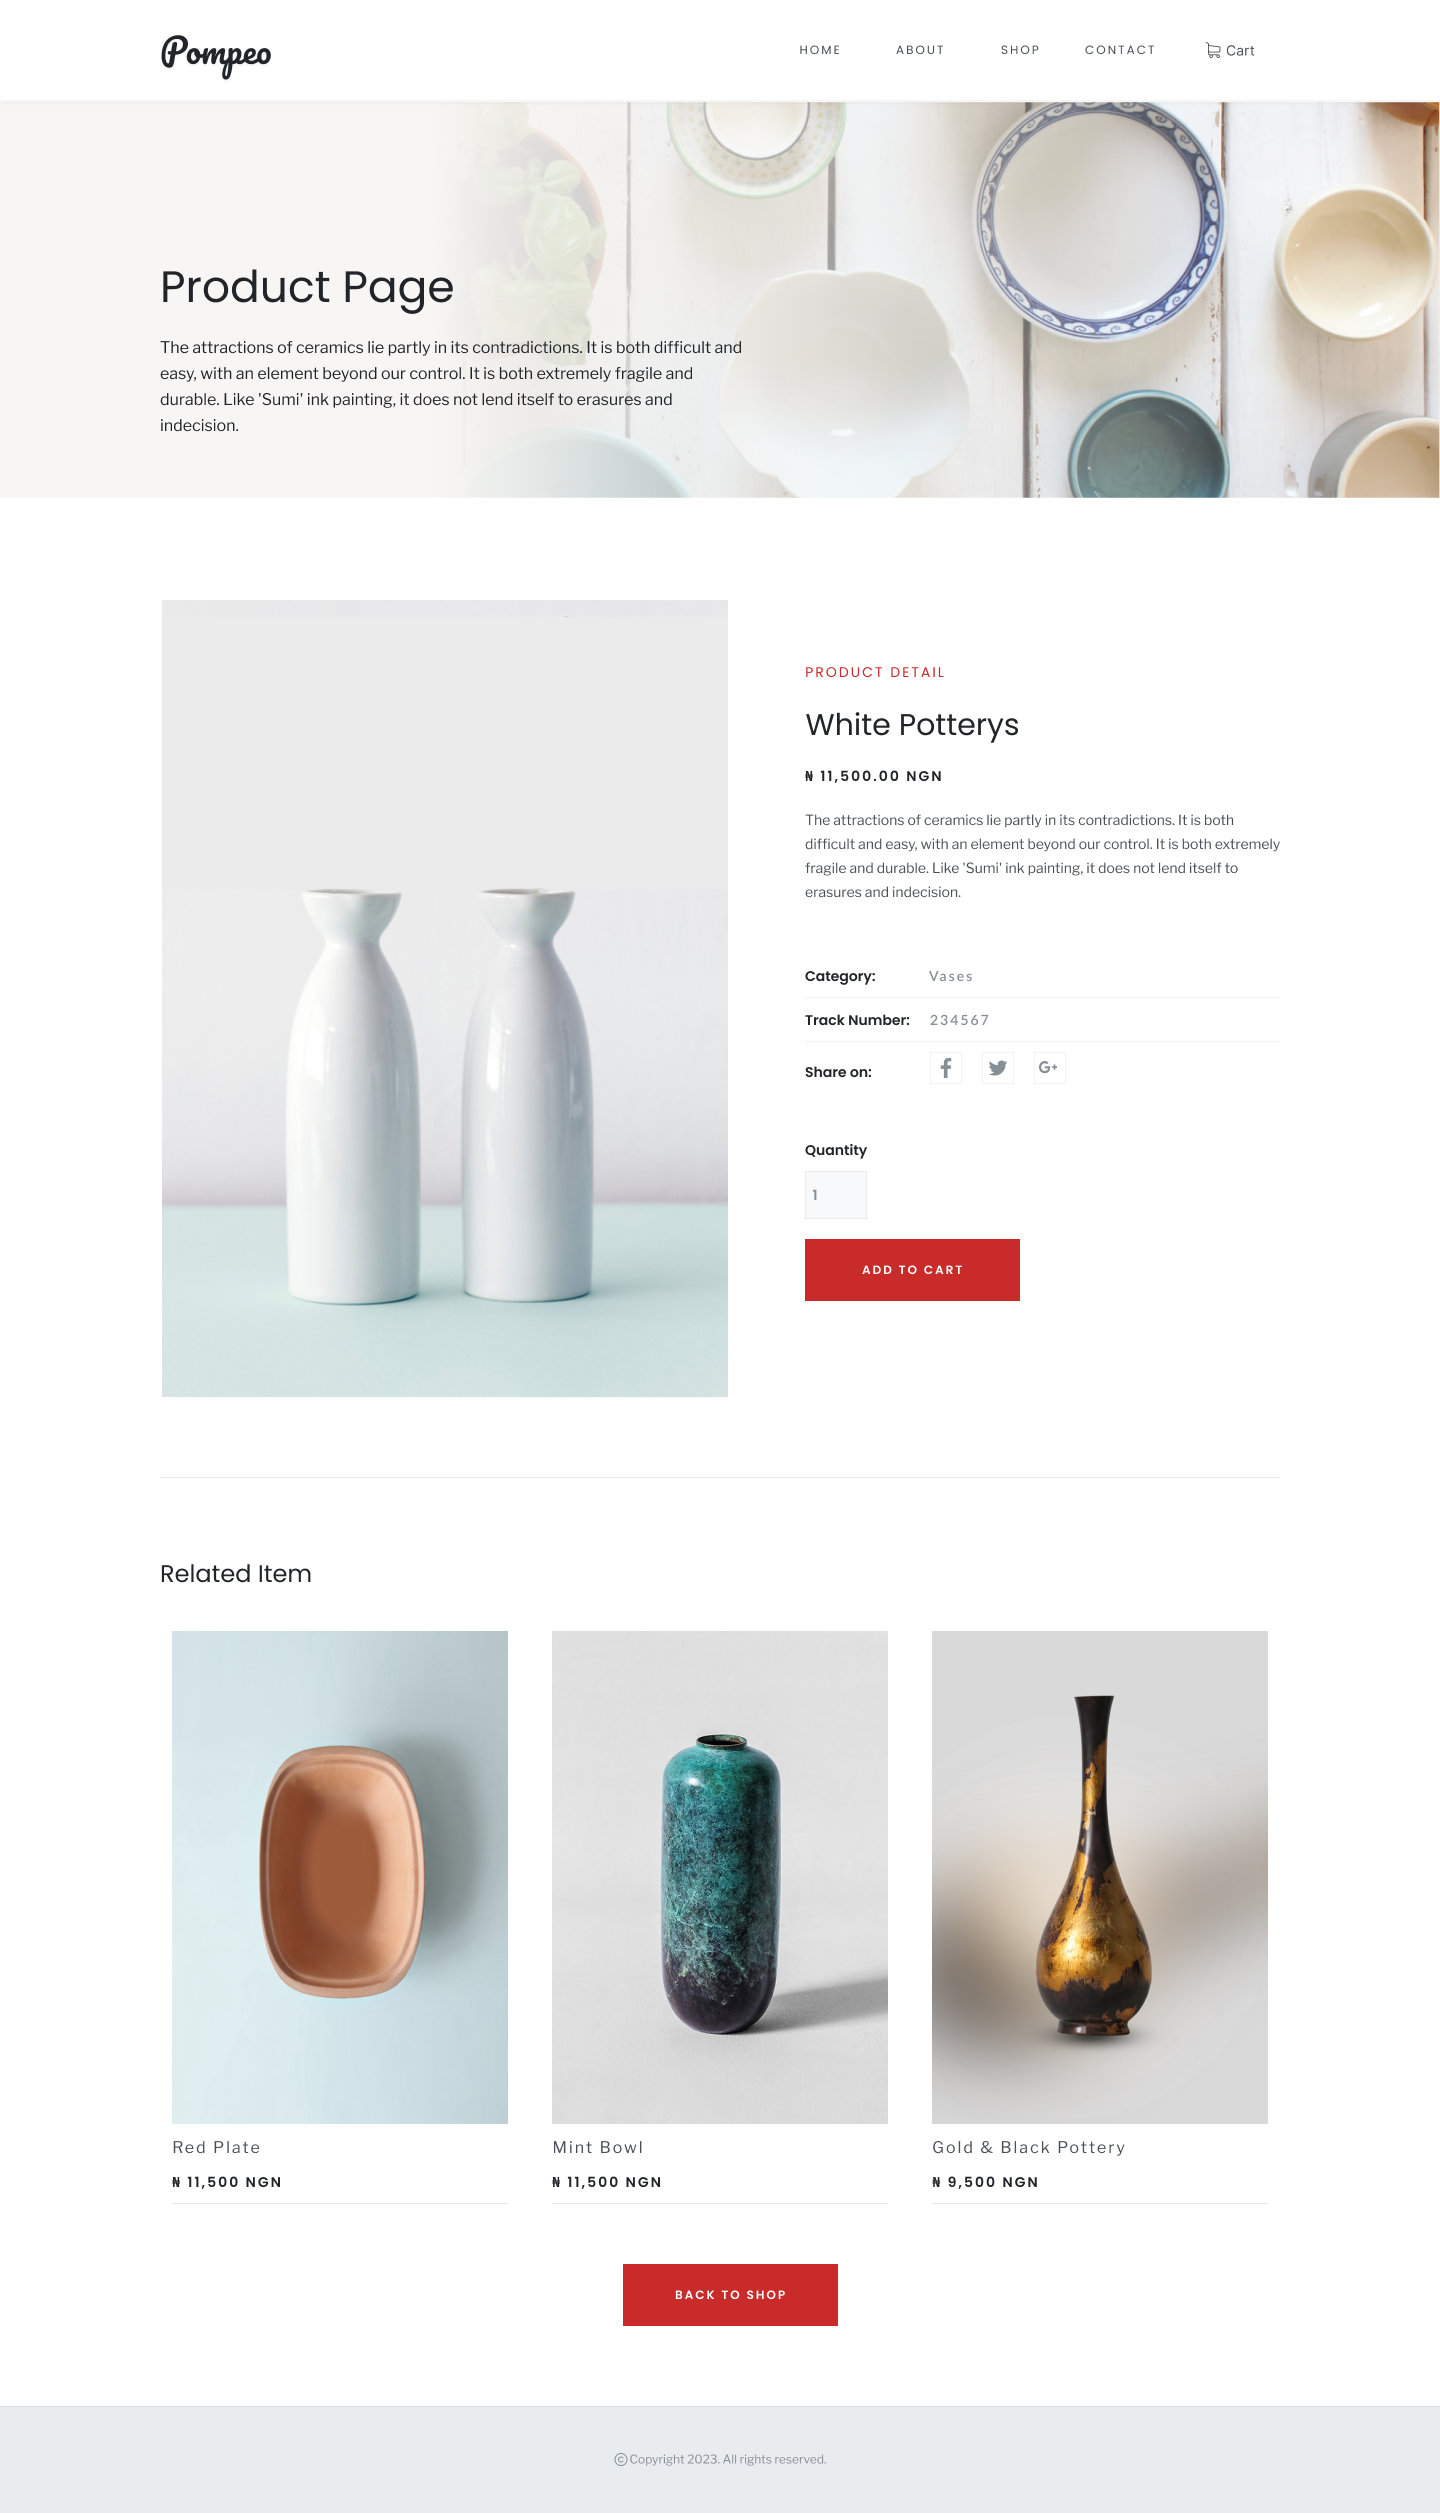 Pompeo
HOME
ABOUT
SHOP
CONTACT
Cart
Product Page
The attractions of ceramics lie partly in its contradictions. It is both difficult and
easy, with an element beyond our control. It is both extremely fragile and
durable. Like 'Sumi' ink painting, it does not lend itself to erasures and
indecision.
PRODUCT DETAIL
White Potterys
₦ 11,500.00 NGN
The attractions of ceramics lie partly in its contradictions. It is both
difficult and easy, with an element beyond our control. It is both extremely
fragile and durable. Like 'Sumi' ink painting, it does not lend itself to
erasures and indecision.
Category: Vases
Track Number: 234567
Share on: f G+
Quantity
1
ADD TO CART
Related Item
Red Plate
₦ 11,500 NGN
Mint Bowl
₦ 11,500 NGN
Gold & Black Pottery
₦ 9,500 NGN
BACK TO SHOP
© Copyright 2023. All rights reserved.